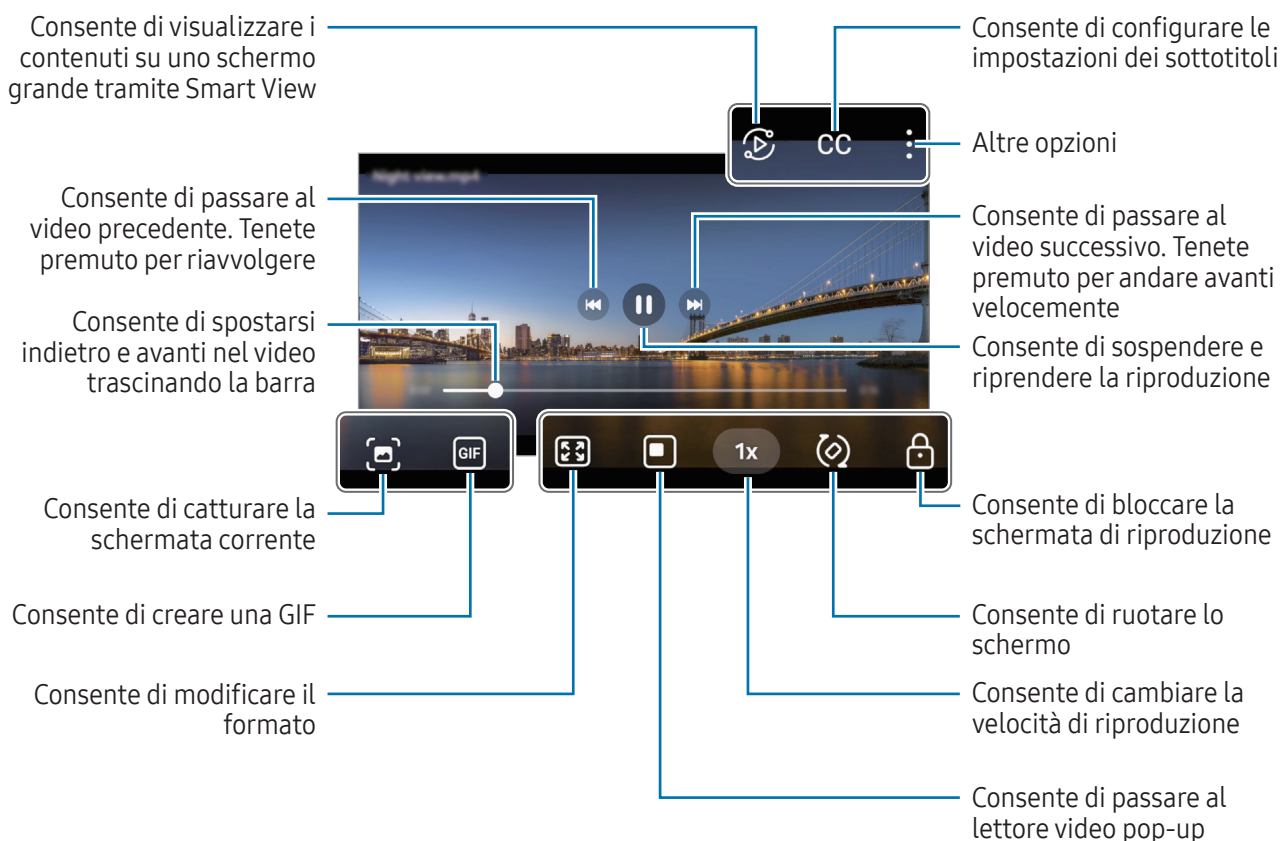 Consente di visualizzare i
contenuti su uno schermo
grande tramite Smart View
Consente di configurare le
impostazioni dei sottotitoli
CC
Altre opzioni
Night view.mp4
Consente di passare al
video precedente. Tenete
premuto per riavvolgere
Consente di passare al
video successivo. Tenete
premuto per andare avanti
velocemente
Consente di spostarsi
indietro e avanti nel video
trascinando la barra
Consente di sospendere e
riprendere la riproduzione
GIF
1x
Consente di catturare la
schermata corrente
Consente di bloccare la
schermata di riproduzione
Consente di creare una GIF
Consente di ruotare lo
schermo
Consente di modificare il
formato
Consente di cambiare la
velocità di riproduzione
Consente di passare al
lettore video pop-up